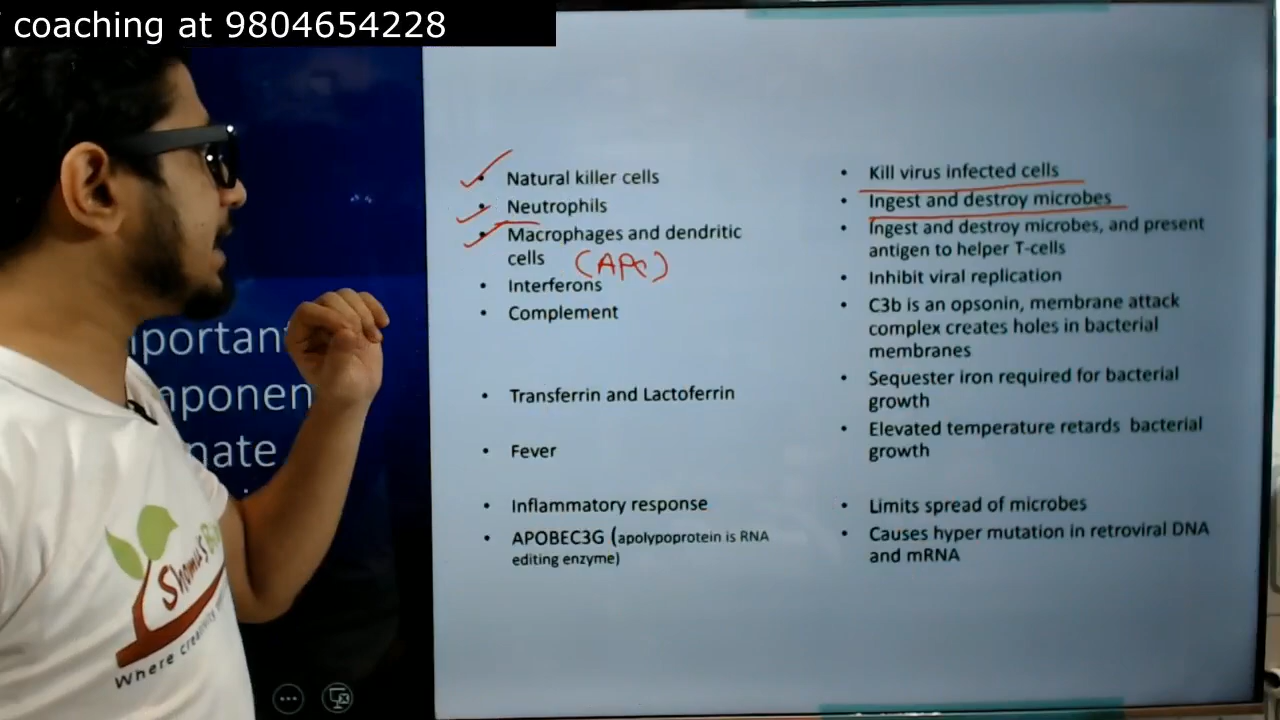 coaching at 9804654228
mportant
mponen
nate
Shomus B
Where crea
• Natural killer cells
• Neutrophils
• Macrophages and dendritic
cells (APC)
• Interferons
• Complement
• Transferrin and Lactoferrin
• Fever
• Inflammatory response
• APOBEC3G (apolypoprotein is RNA
editing enzyme)
• Kill virus infected cells
• Ingest and destroy microbes
• Ingest and destroy microbes, and present
antigen to helper T-cells
• Inhibit viral replication
• C3b is an opsonin, membrane attack
complex creates holes in bacterial
membranes
• Sequester iron required for bacterial
growth
• Elevated temperature retards bacterial
growth
• Limits spread of microbes
• Causes hyper mutation in retroviral DNA
and mRNA